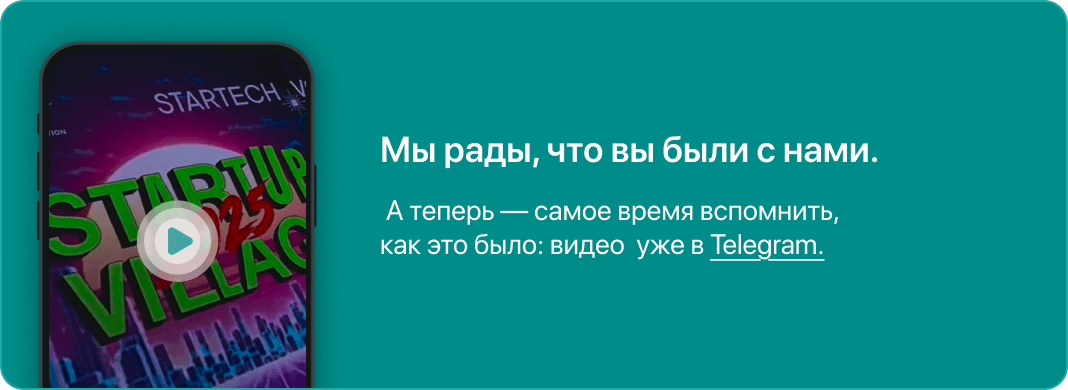 STARTECH
STARTUP
2025
VILLAG
Мы рады, что вы были с нами.
А теперь — самое время вспомнить,
как это было: видео уже в Telegram.